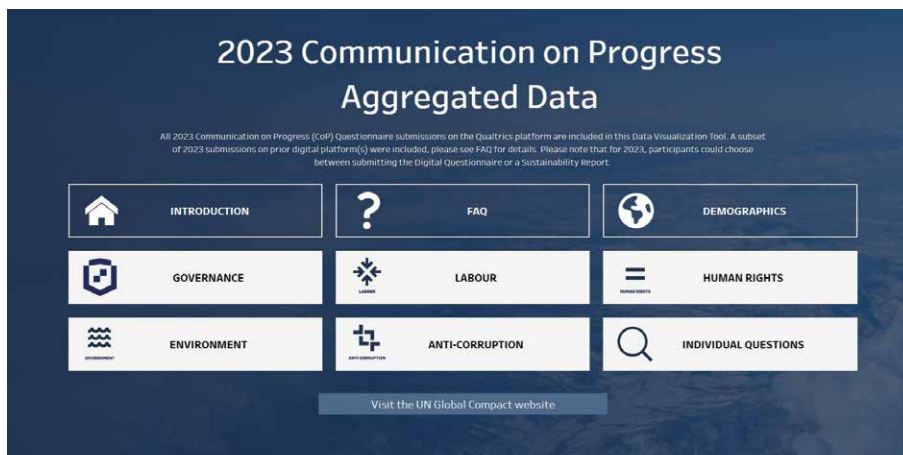 2023 Communication on Progress
Aggregated Data
All 2023 Communication on Progress (CoP) Questionnaire submissions on the Qualtrics platform are included in this Data Visualization Tool. A subset
of 2023 submissions on prior digital platform(s) were included, please see FAQ for details. Please note that for 2023, participants could choose
between submitting the Digital Questionnaire or a Sustainability Report.
INTRODUCTION
?
FAQ
DEMOGRAPHICS
GOVERNANCE
LABOUR
LABOUR
HUMAN RIGHTS
HUMAN RIGHTS
ENVIRONMENT
ENVIRONMENT
ANTI-CORRUPTION
ANTI-CORRUPTION
INDIVIDUAL QUESTIONS
Visit the UN Global Compact website